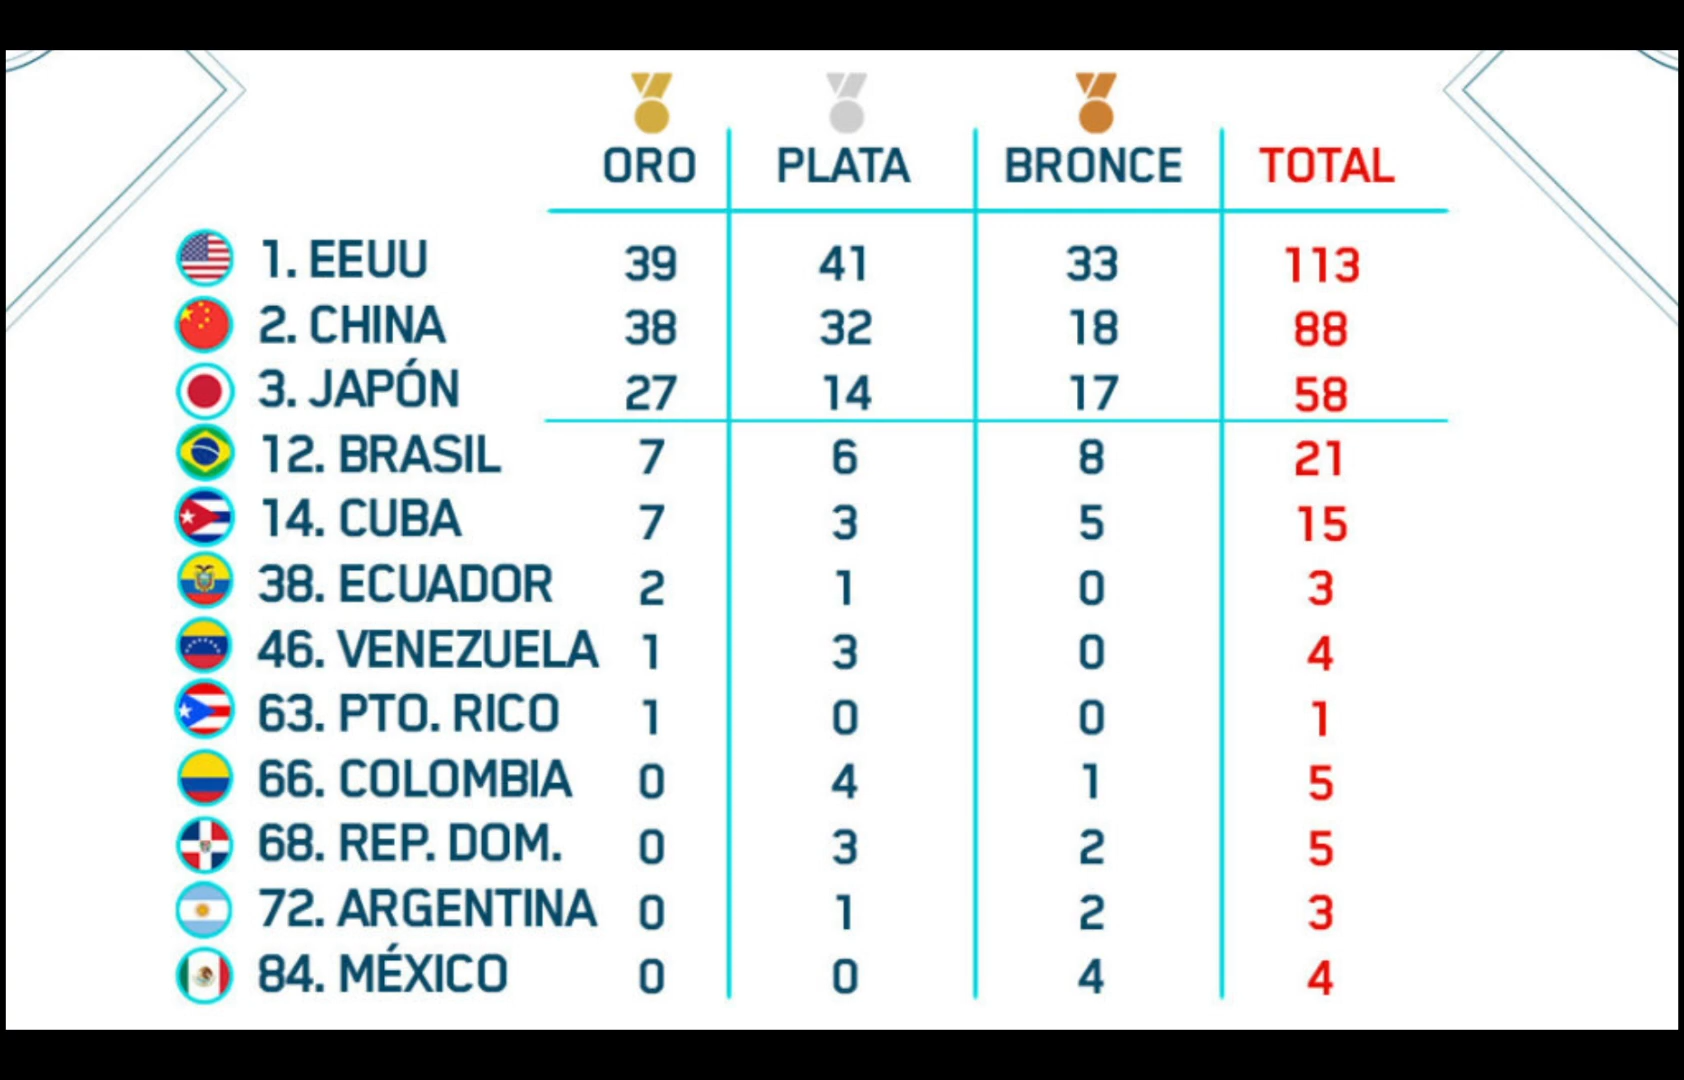 ORO PLATA BRONCE TOTAL
1. EEUU 39 41 33 113
2. CHINA 38 32 18 88
3. JAPÓN 27 14 17 58
12. BRASIL 7 6 8 21
14. CUBA 7 3 5 15
38. ECUADOR 2 1 0 3
46. VENEZUELA 1 3 0 4
63. PTO. RICO 1 0 0 1
66. COLOMBIA 0 4 1 5
68. REP. DOM. 0 3 2 5
72. ARGENTINA 0 1 2 3
84. MÉXICO 0 0 4 4